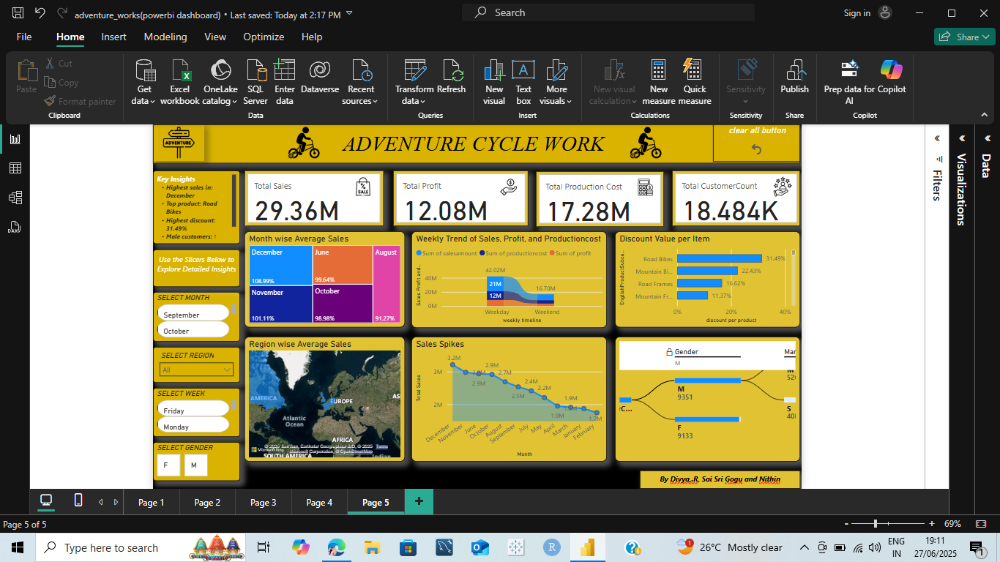 adventure_works(powerbi dashboard) • Last saved: Today at 2:17 PM
Search
Sign in
File Home Insert Modeling View Optimize Help
Share
Paste
Cut
Copy
Format painter
Clipboard
Get data
Excel workbook
OneLake catalog
SQL Server
Enter data
Dataverse
Recent sources
Data
Transform data
Refresh
Queries
New visual
Text box
More visuals
Insert
New visual calculation
New measure
Quick measure
Calculations
Sensitivity
Sensitivity
Publish
Share
Prep data for AI
Copilot
Copilot
ADVENTURE
ADVENTURE CYCLE WORK
clear all button
Filters
Visualizations
Data
Key Insights
• Highest sales in:
December
• Top product: Road
Bikes
• Highest discount:
31.49%
• Male customers: ↑
Total Sales
SALE
29.36M
Total Profit
12.08M
Total Production Cost
17.28M
Total CustomerCount
18.484K
Use the Slicers Below to
Explore Detailed Insights
SELECT MONTH
September
October
SELECT REGION
All
SELECT WEEK
Friday
Monday
SELECT GENDER
F M
Month wise Average Sales
December
108.99%
November
101.11%
June
99.64%
October
98.98%
August
91.27%
Weekly Trend of Sales, Profit, and Productioncost
Sum of salesamount Sum of productioncost Sum of profit
Sales Profit and...
42.02M
40M
20M
0M
21M
12M
16.70M
Weekday Weekend
weekly timeline
Discount Value per Item
EnglishProductSubca...
Road Bikes 31.49%
Mountain Bi... 22.43%
Road Frames 16.62%
Mountain Fr... 11.37%
0% 20% 40%
discount per product
Region wise Average Sales
AMERICA
EUROPE
AS
Atlantic
Ocean
AFRICA
© 2025 TomTom, Earthstar Geographics SIO, © 2025 Terms
Microsoft Bing
Microsoft Corporation, © OpenStreetMap
SOUTH AMERICA
Indian
Sales Spikes
Total Sales
3M
2M
3.2M
2.9M
2.9M
2.7M
2.5M
2.4M
2.2M
1.9M
1.9M
1.7M
December November June October August September July May April March January February
Month
Gender
M
Mar
M
9351
F
9133
rC...
M
S
By Divya,.R, Sai Sri Gogu and Nithin
Page 1 Page 2 Page 3 Page 4 Page 5 +
Page 5 of 5
- + 69%
Type here to search
R
1
26°C Mostly clear
ENG
IN
19:11
27/06/2025
1